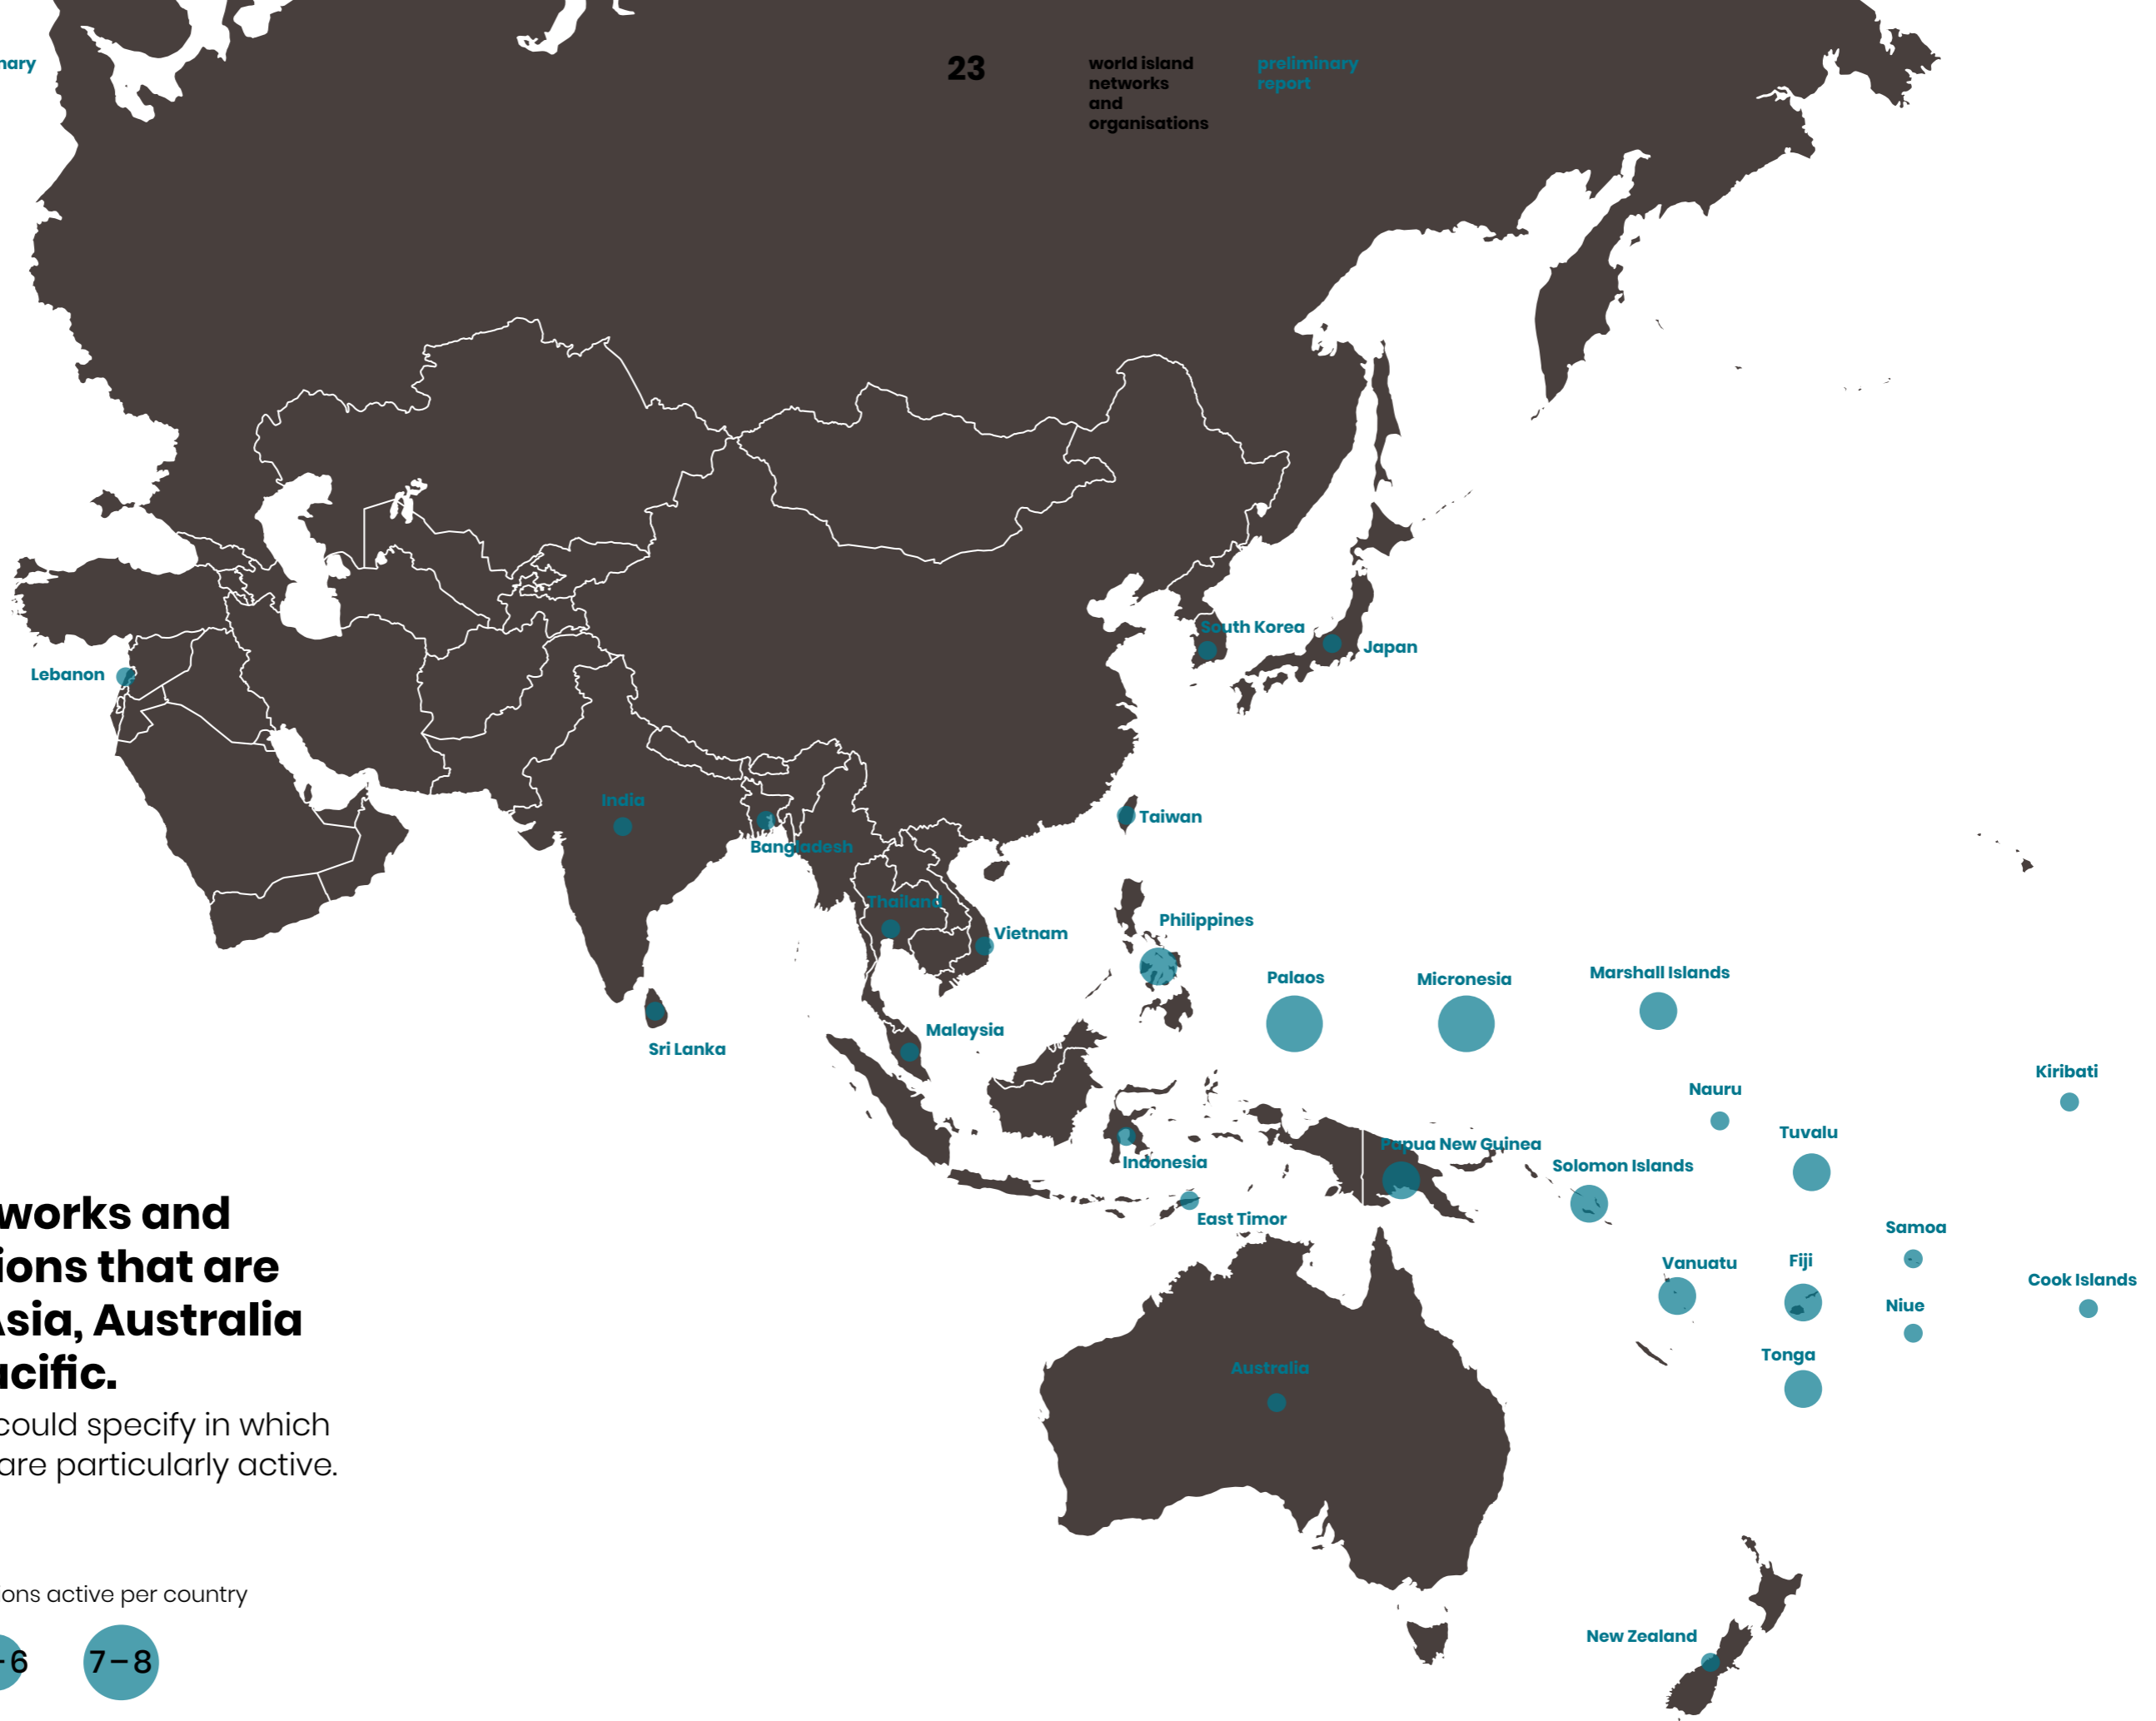 nary
23
world island
networks
and
organisations
preliminary
report
South Korea
Japan
Lebanon
India
Taiwan
Bangladesh
Thailand
Philippines
Vietnam
Palaos
Micronesia
Marshall Islands
Malaysia
Sri Lanka
Kiribati
Nauru
Tuvalu
Papua New Guinea
Indonesia
Solomon Islands
East Timor
Samoa
Vanuatu
Fiji
Cook Islands
Niue
Tonga
Australia
New Zealand
works and
ions that are
Asia, Australia
acific.
could specify in which
are particularly active.
ions active per country
-6
7–8